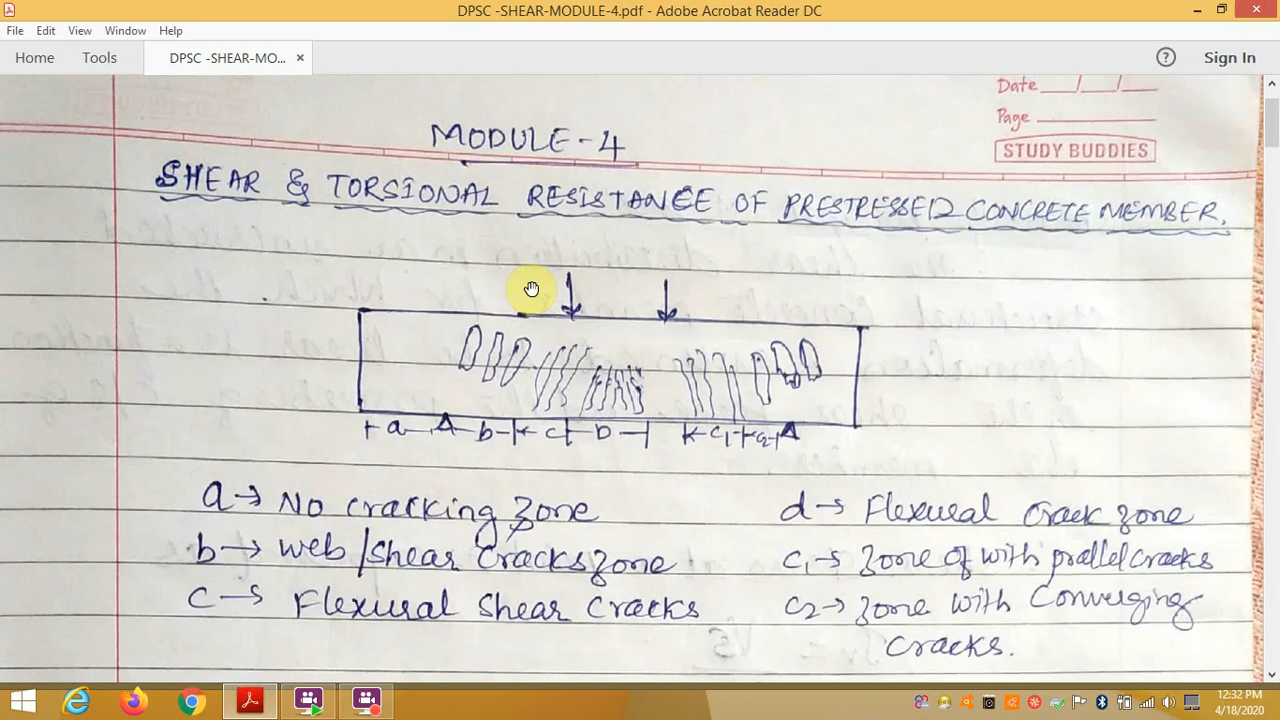 DPSC -SHEAR-MODULE-4.pdf - Adobe Acrobat Reader DC
File Edit View Window Help
Home Tools DPSC -SHEAR-MO... × ? Sign In
Date
Page
STUDY BUDDIES
MODULE-4
SHEAR & TORSIONAL RESISTANCE OF PRESTRESSED CONCRETE MEMBER.
a b c D c1
a → No cracking zone
b → web/shear cracks zone
c → Flexural shear cracks
d → Flexural crack zone
c1 → zone of with prallel cracks
c2 → zone with converging
cracks.
12:32 PM
4/18/2020